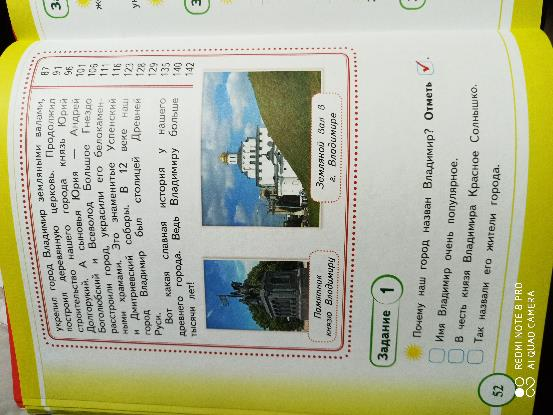 укрепил город Владимир земляными валами, 87
построил деревянную церковь. Продолжил 91
строительство нашего города князь Юрий 96
Долгорукий. А сыновья Юрия — Андрей 101
Боголюбский и Всеволод Большое Гнездо 106
расстроили город, украсили его белокамен- 111
ными храмами. Это знаменитые Успенский 116
и Дмитриевский соборы. В 12 веке наш 123
город Владимир был столицей Древней 128
Руси. 129
Вот какая славная история у нашего 135
древнего города. Ведь Владимиру больше 140
тысячи лет! 142
Памятник
князю Владимиру
Земляной вал в
г. Владимире
Задание 1
Почему наш город назван Владимир? Отметь ✓.
Имя Владимир очень популярное.
В честь князя Владимира Красное Солнышко.
Так назвали его жители города.
52
REDMI NOTE 8 PRO
AI QUAD CAMERA